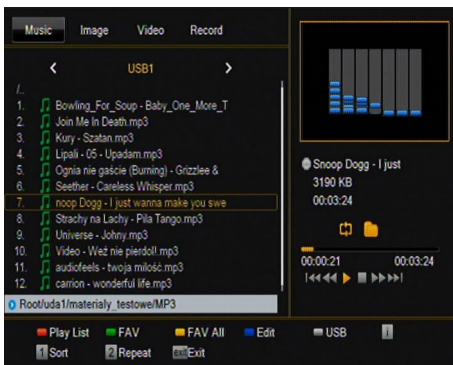 Music Image Video Record
USB1
/..
1. Bowling_For_Soup - Baby_One_More_T
2. Join Me In Death.mp3
3. Kury - Szatan.mp3
4. Lipali - 05 - Upadam.mp3
5. Ognia nie gaście (Burning) - Grizzlee &
6. Seether - Careless Whisper.mp3
7. noop Dogg - I just wanna make you swe
8. Strachy na Lachy - Pila Tango.mp3
9. Universe - Johny.mp3
10. Video - Weź nie pierdol!.mp3
11. audiofeels - twoja miłość.mp3
12. carrion - wonderful life.mp3
Root/uda1/materialy_testowe/MP3
Snoop Dogg - I just
3190 KB
00:03:24
00:00:21 00:03:24
Play List FAV FAV All Edit USB i
1 Sort 2 Repeat exit Exit